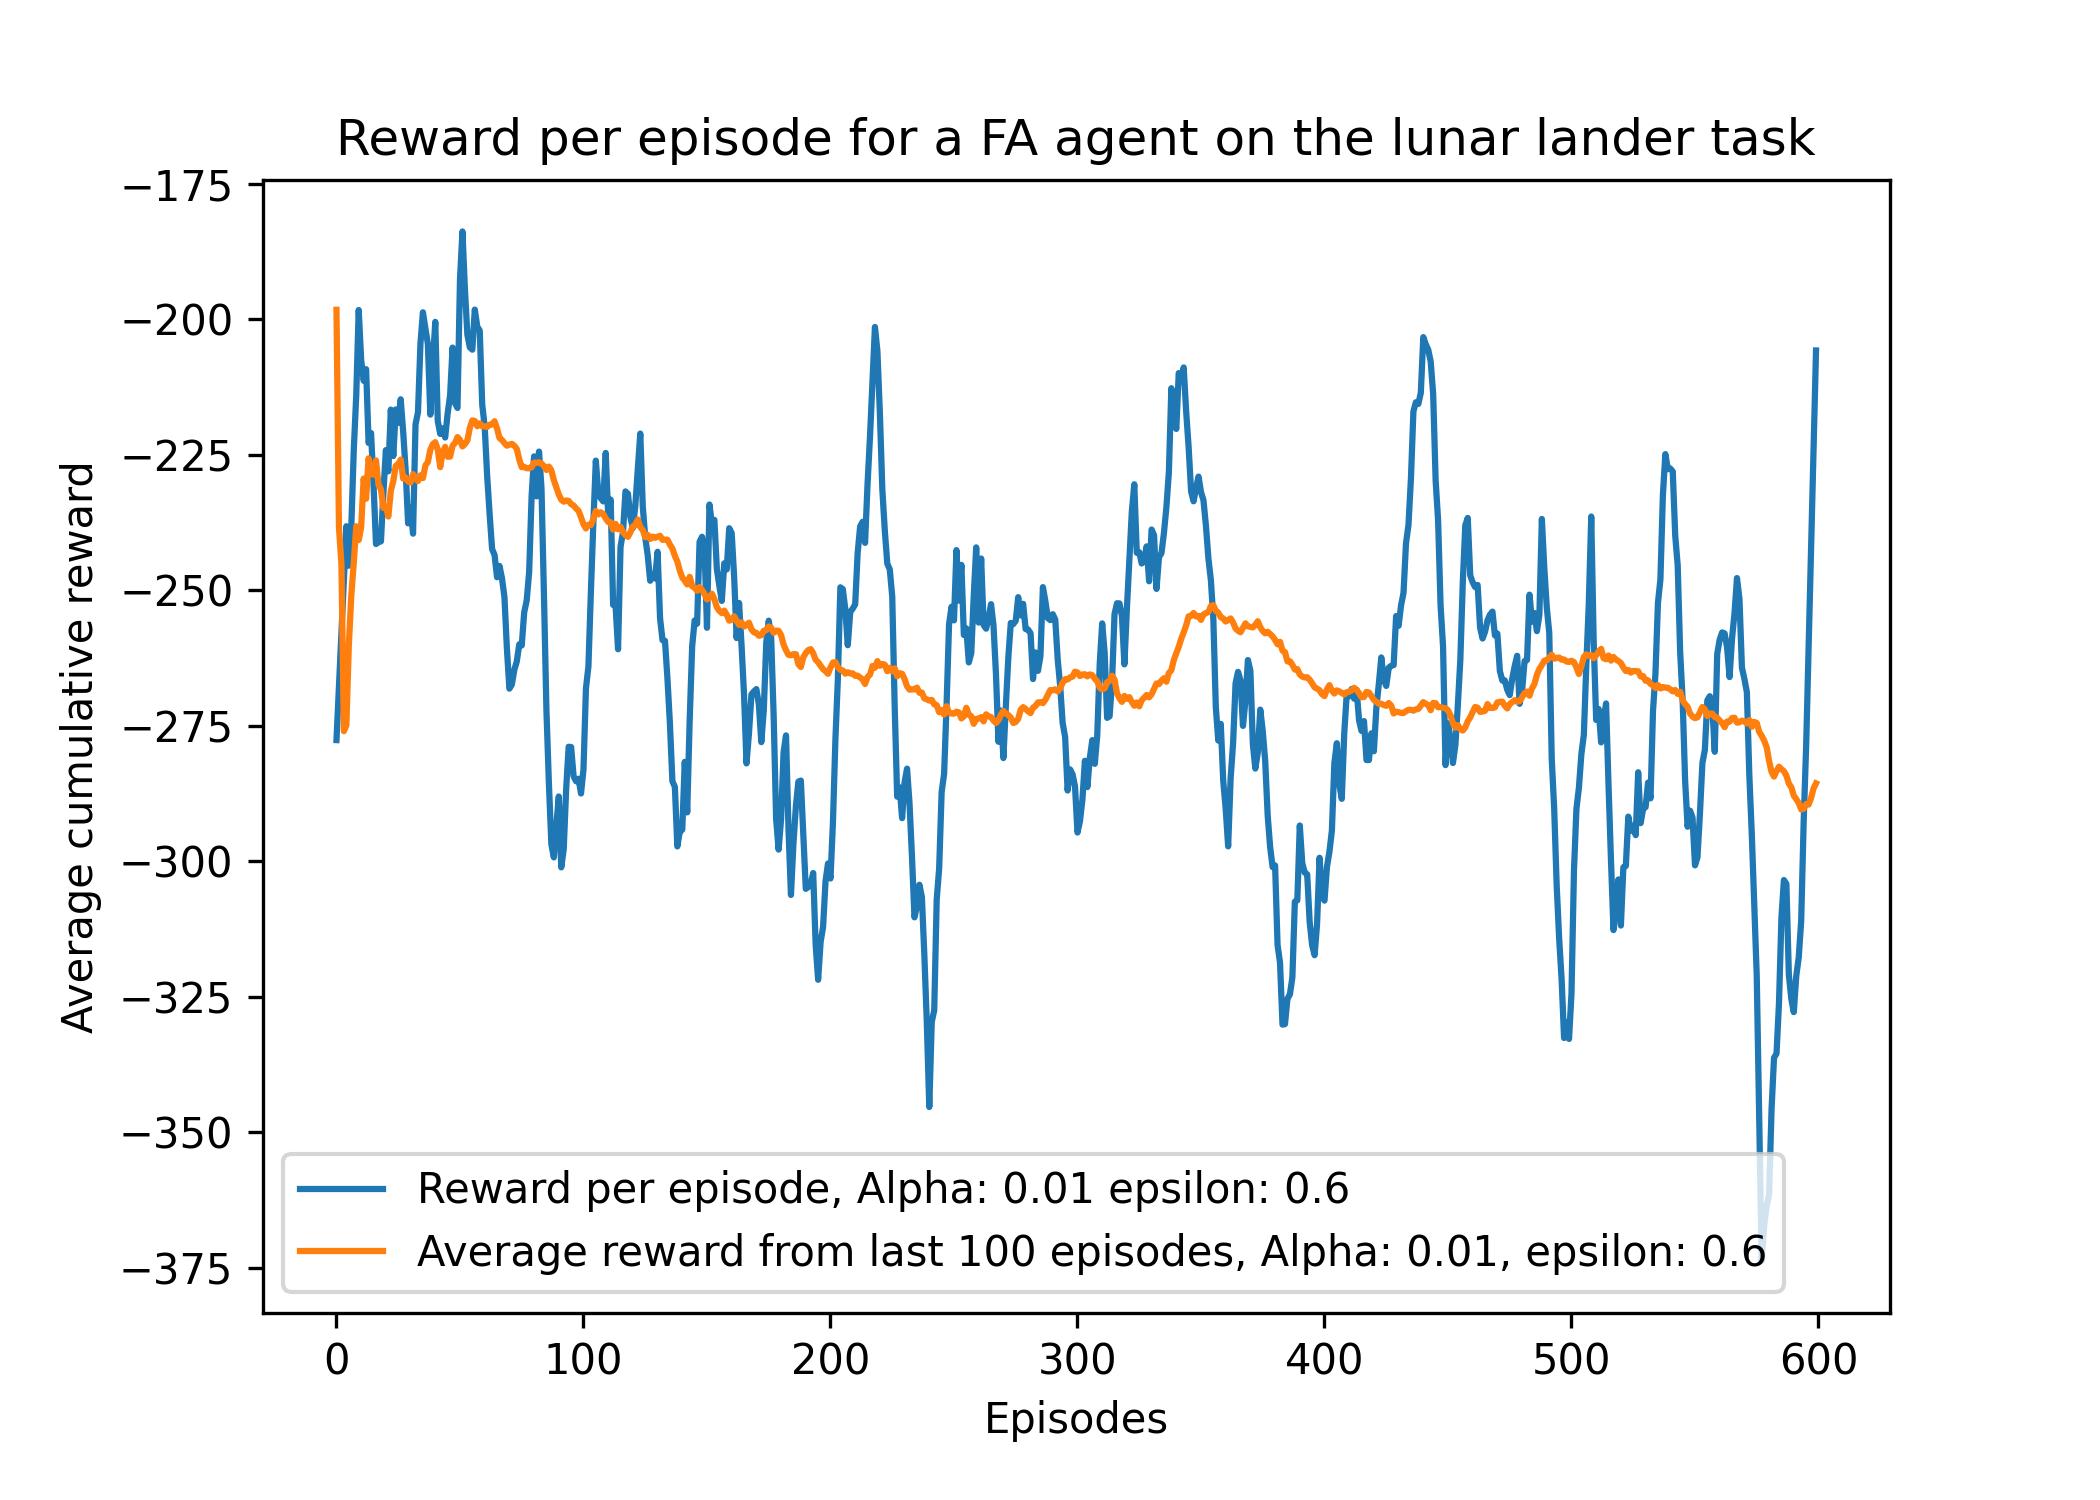 Reward per episode for a FA agent on the lunar lander task
−175
−200
−225
−250
−275
−300
−325
−350
−375
Average cumulative reward
Reward per episode, Alpha: 0.01 epsilon: 0.6
Average reward from last 100 episodes, Alpha: 0.01, epsilon: 0.6
0 100 200 300 400 500 600
Episodes